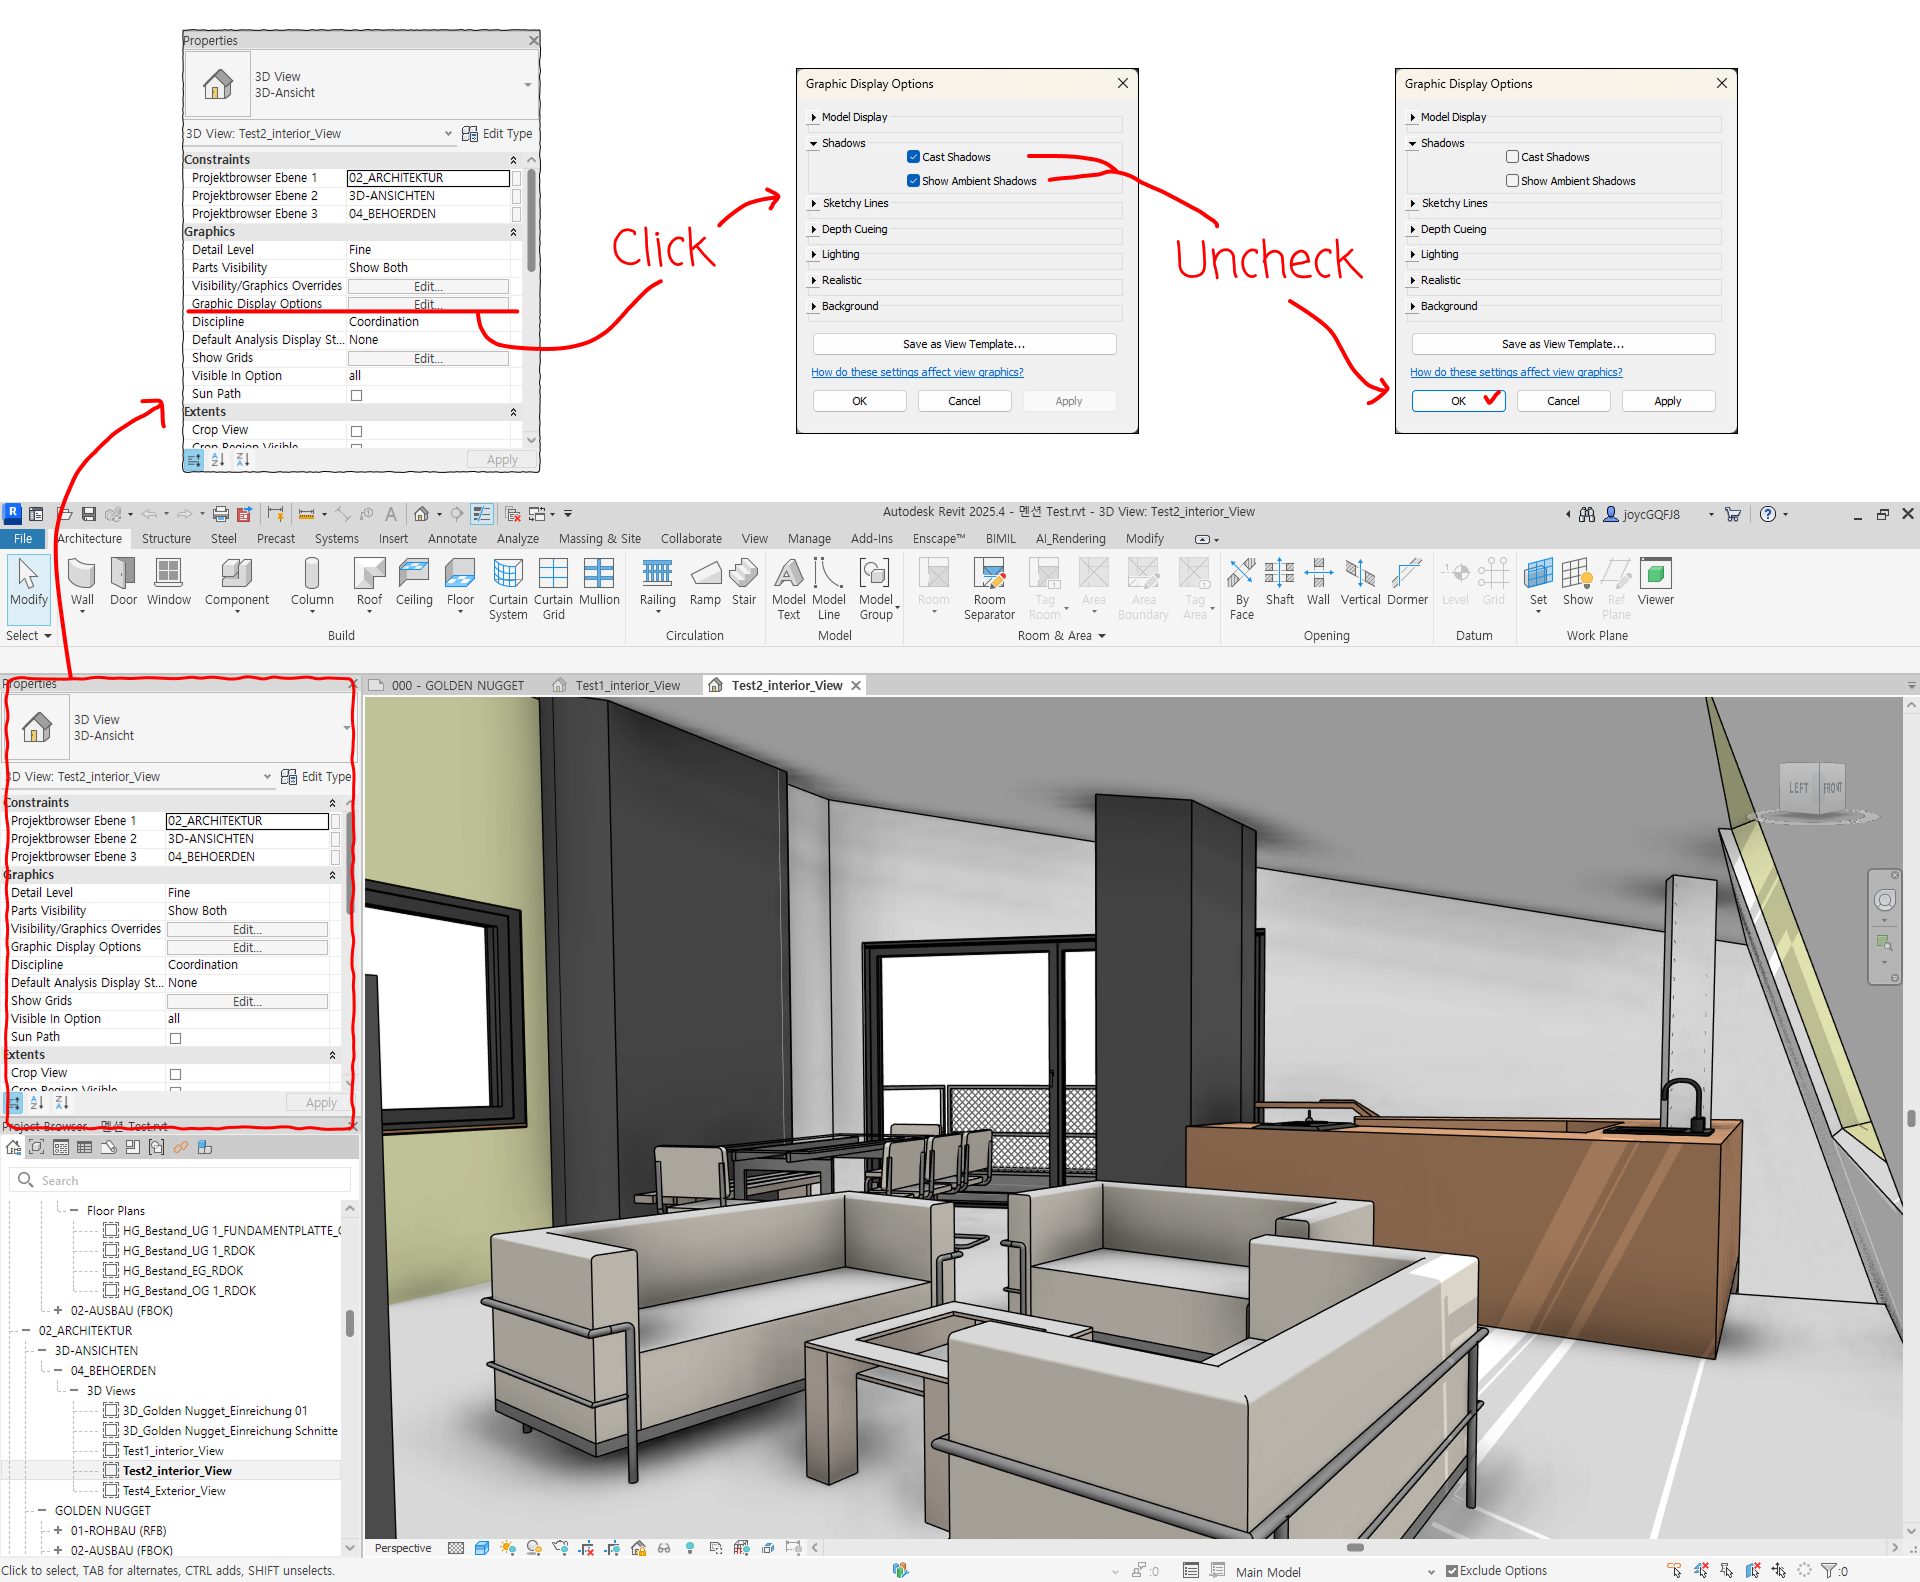 Properties
3D View
3D-Ansicht
3D View: Test2_interior_View
Edit Type
Constraints
Projektbrowser Ebene 1 02_ARCHITEKTUR
Projektbrowser Ebene 2 3D-ANSICHTEN
Projektbrowser Ebene 3 04_BEHOERDEN
Graphics
Detail Level Fine
Parts Visibility Show Both
Visibility/Graphics Overrides Edit...
Graphic Display Options Edit...
Discipline Coordination
Default Analysis Display St... None
Show Grids Edit...
Visible In Option all
Sun Path
Extents
Crop View
Crop Region Visible
Apply
Click
Graphic Display Options
Model Display
Shadows
Cast Shadows
Show Ambient Shadows
Sketchy Lines
Depth Cueing
Lighting
Realistic
Background
Save as View Template...
How do these settings affect view graphics?
OK Cancel Apply
Uncheck
Graphic Display Options
Model Display
Shadows
Cast Shadows
Show Ambient Shadows
Sketchy Lines
Depth Cueing
Lighting
Realistic
Background
Save as View Template...
How do these settings affect view graphics?
OK Cancel Apply
Autodesk Revit 2025.4 - 멘션 Test.rvt - 3D View: Test2_interior_View
joycGQFJ8
File Architecture Structure Steel Precast Systems Insert Annotate Analyze Massing & Site Collaborate View Manage Add-Ins Enscape™ BIMIL AI_Rendering Modify
Modify Wall Door Window Component Column Roof Ceiling Floor Curtain System Curtain Grid Mullion Railing Ramp Stair Model Text Model Line Model Group Room Room Separator Tag Room Area Area Boundary Tag Area By Face Shaft Wall Vertical Dormer Level Grid Set Show Ref Plane Viewer
Select Build Circulation Model Room & Area Opening Datum Work Plane
Properties
000 - GOLDEN NUGGET Test1_interior_View Test2_interior_View
3D View
3D-Ansicht
3D View: Test2_interior_View
Edit Type
Constraints
Projektbrowser Ebene 1 02_ARCHITEKTUR
Projektbrowser Ebene 2 3D-ANSICHTEN
Projektbrowser Ebene 3 04_BEHOERDEN
Graphics
Detail Level Fine
Parts Visibility Show Both
Visibility/Graphics Overrides Edit...
Graphic Display Options Edit...
Discipline Coordination
Default Analysis Display St... None
Show Grids Edit...
Visible In Option all
Sun Path
Extents
Crop View
Crop Region Visible
Apply
LEFT FRONT
Project Browser - 멘션 Test.rvt
Search
Floor Plans
HG_Bestand_UG 1_FUNDAMENTPLATTE_
HG_Bestand_UG 1_RDOK
HG_Bestand_EG_RDOK
HG_Bestand_OG 1_RDOK
02-AUSBAU (FBOK)
02_ARCHITEKTUR
3D-ANSICHTEN
04_BEHOERDEN
3D Views
3D_Golden Nugget_Einreichung 01
3D_Golden Nugget_Einreichung Schnitte
Test1_interior_View
Test2_interior_View
Test4_Exterior_View
GOLDEN NUGGET
01-ROHBAU (RFB)
02-AUSBAU (FBOK)
Perspective
Click to select, TAB for alternates, CTRL adds, SHIFT unselects.
:0
Main Model
Exclude Options
:0